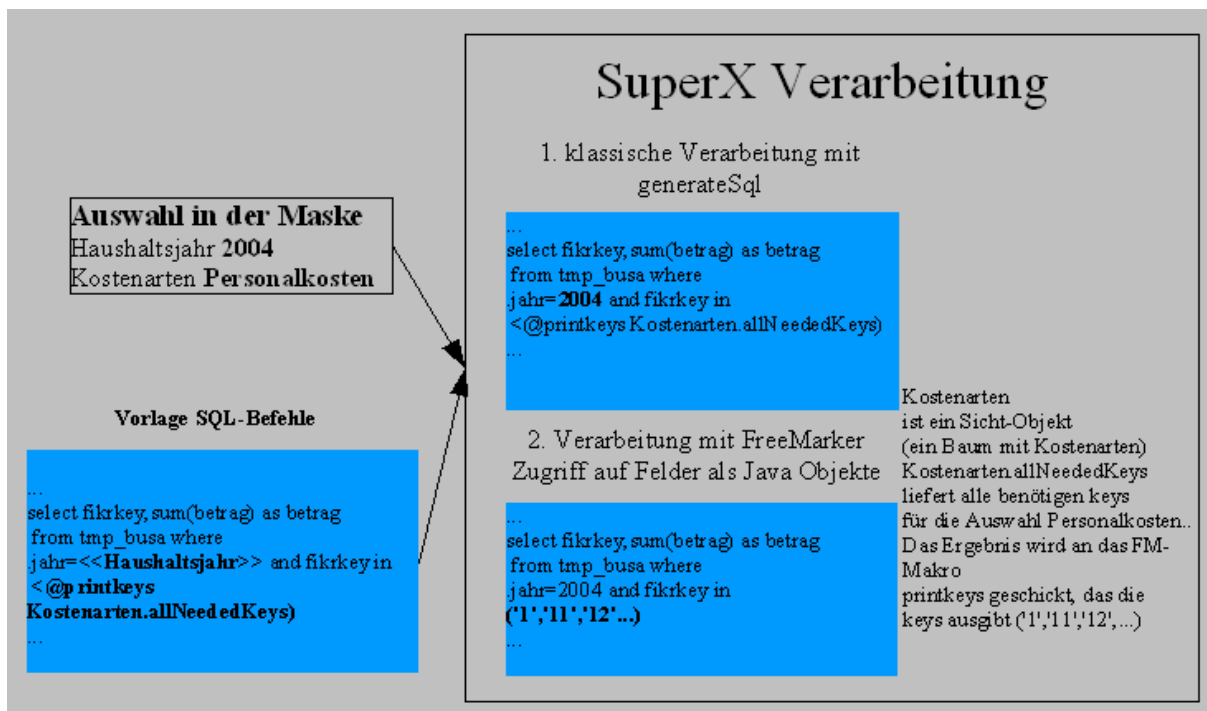 SuperX Verarbeitung
1. klassische Verarbeitung mit
generateSql
...
select fikrkey, sum(betrag) as betrag
from tmp_busa where
.jahr=2004 and fikrkey in
<@printkeys Kostenarten.allNeededKeys)
...
Auswahl in der Maske
Haushaltsjahr 2004
Kostenarten Personalkosten
Vorlage SQL-Befehle
...
select fikrkey, sum(betrag) as betrag
from tmp_busa where
.jahr=<<Haushaltsjahr>> and fikrkey in
<@printkeys
Kostenarten.allNeededKeys)
...
2. Verarbeitung mit FreeMarker
Zugriff auf Felder als Java Objekte
...
select fikrkey, sum(betrag) as betrag
from tmp_busa where
.jahr=2004 and fikrkey in
('1','11','12'...)
...
Kostenarten
ist ein Sicht-Objekt
(ein Baum mit Kostenarten)
Kostenarten.allNeededKeys
liefert alle benötigen keys
für die Auswahl Personalkosten..
Das Ergebnis wird an das FM-
Makro
printkeys geschickt, das die
keys ausgibt ('1','11','12',...)